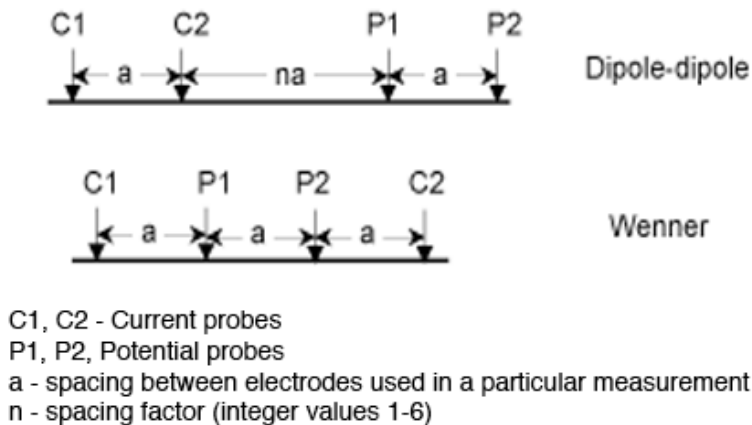 C1 C2 P1 P2
a na a Dipole-dipole
C1 P1 P2 C2
a a a Wenner
C1, C2 - Current probes
P1, P2, Potential probes
a - spacing between electrodes used in a particular measurement
n - spacing factor (integer values 1-6)